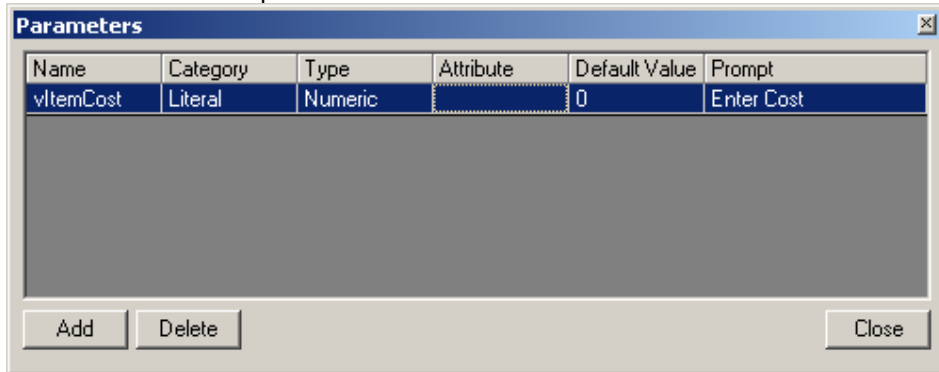 Parameters
Name Category Type Attribute Default Value Prompt
vItemCost Literal Numeric 0 Enter Cost
Add Delete Close